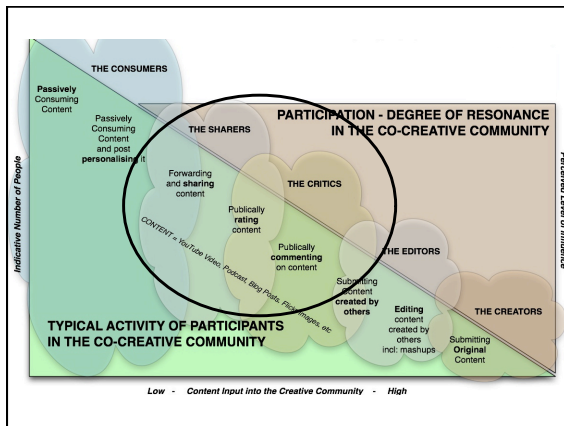 THE CONSUMERS
Passively
Consuming
Content
Passively
Consuming
Content
and post
personalising it
PARTICIPATION - DEGREE OF RESONANCE
IN THE CO-CREATIVE COMMUNITY
THE SHARERS
Forwarding
and sharing
content
THE CRITICS
Publically
rating
content
Publically
commenting
on content
CONTENT = YouTube Video, Podcast, Blog Posts, Flickr Images, etc
THE EDITORS
Submitting
Content
created by
others
Editing
content
created by
others
incl: mashups
THE CREATORS
Submitting
Original
Content
TYPICAL ACTIVITY OF PARTICIPANTS
IN THE CO-CREATIVE COMMUNITY
Indicative Number of People
Perceived Level of Influence
Low - Content Input into the Creative Community - High